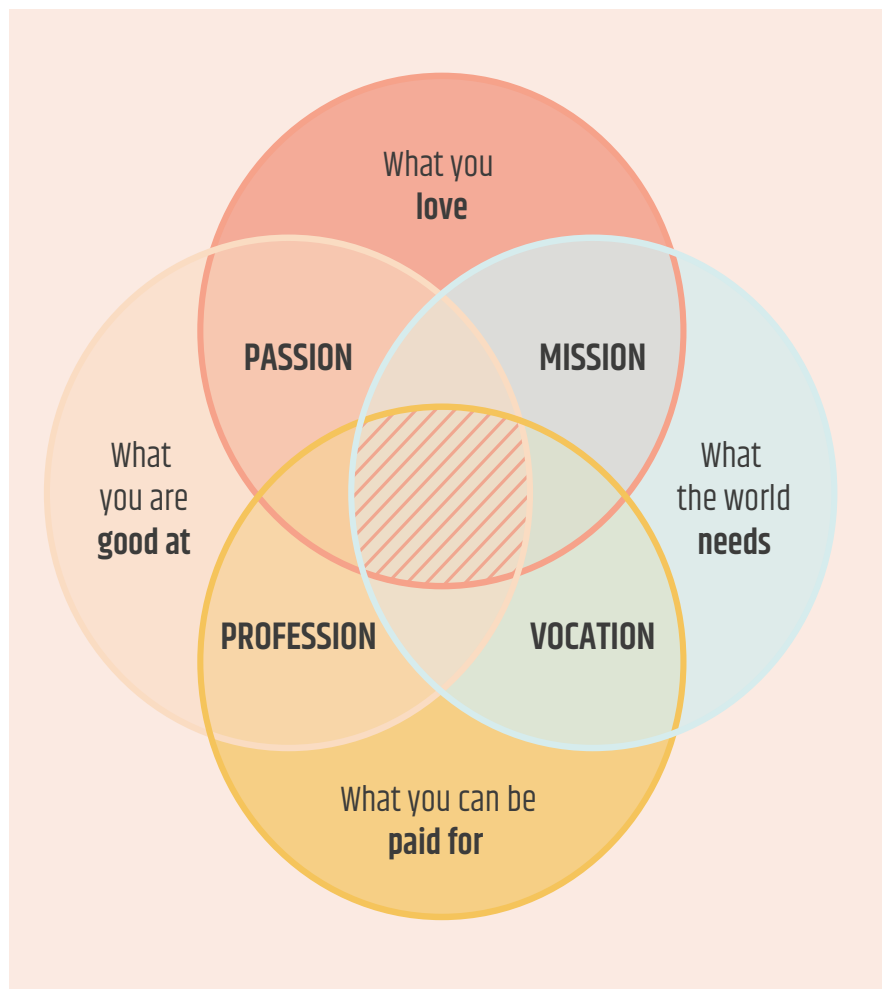 What you
love
PASSION
MISSION
What
you are
good at
What
the world
needs
PROFESSION
VOCATION
What you can be
paid for